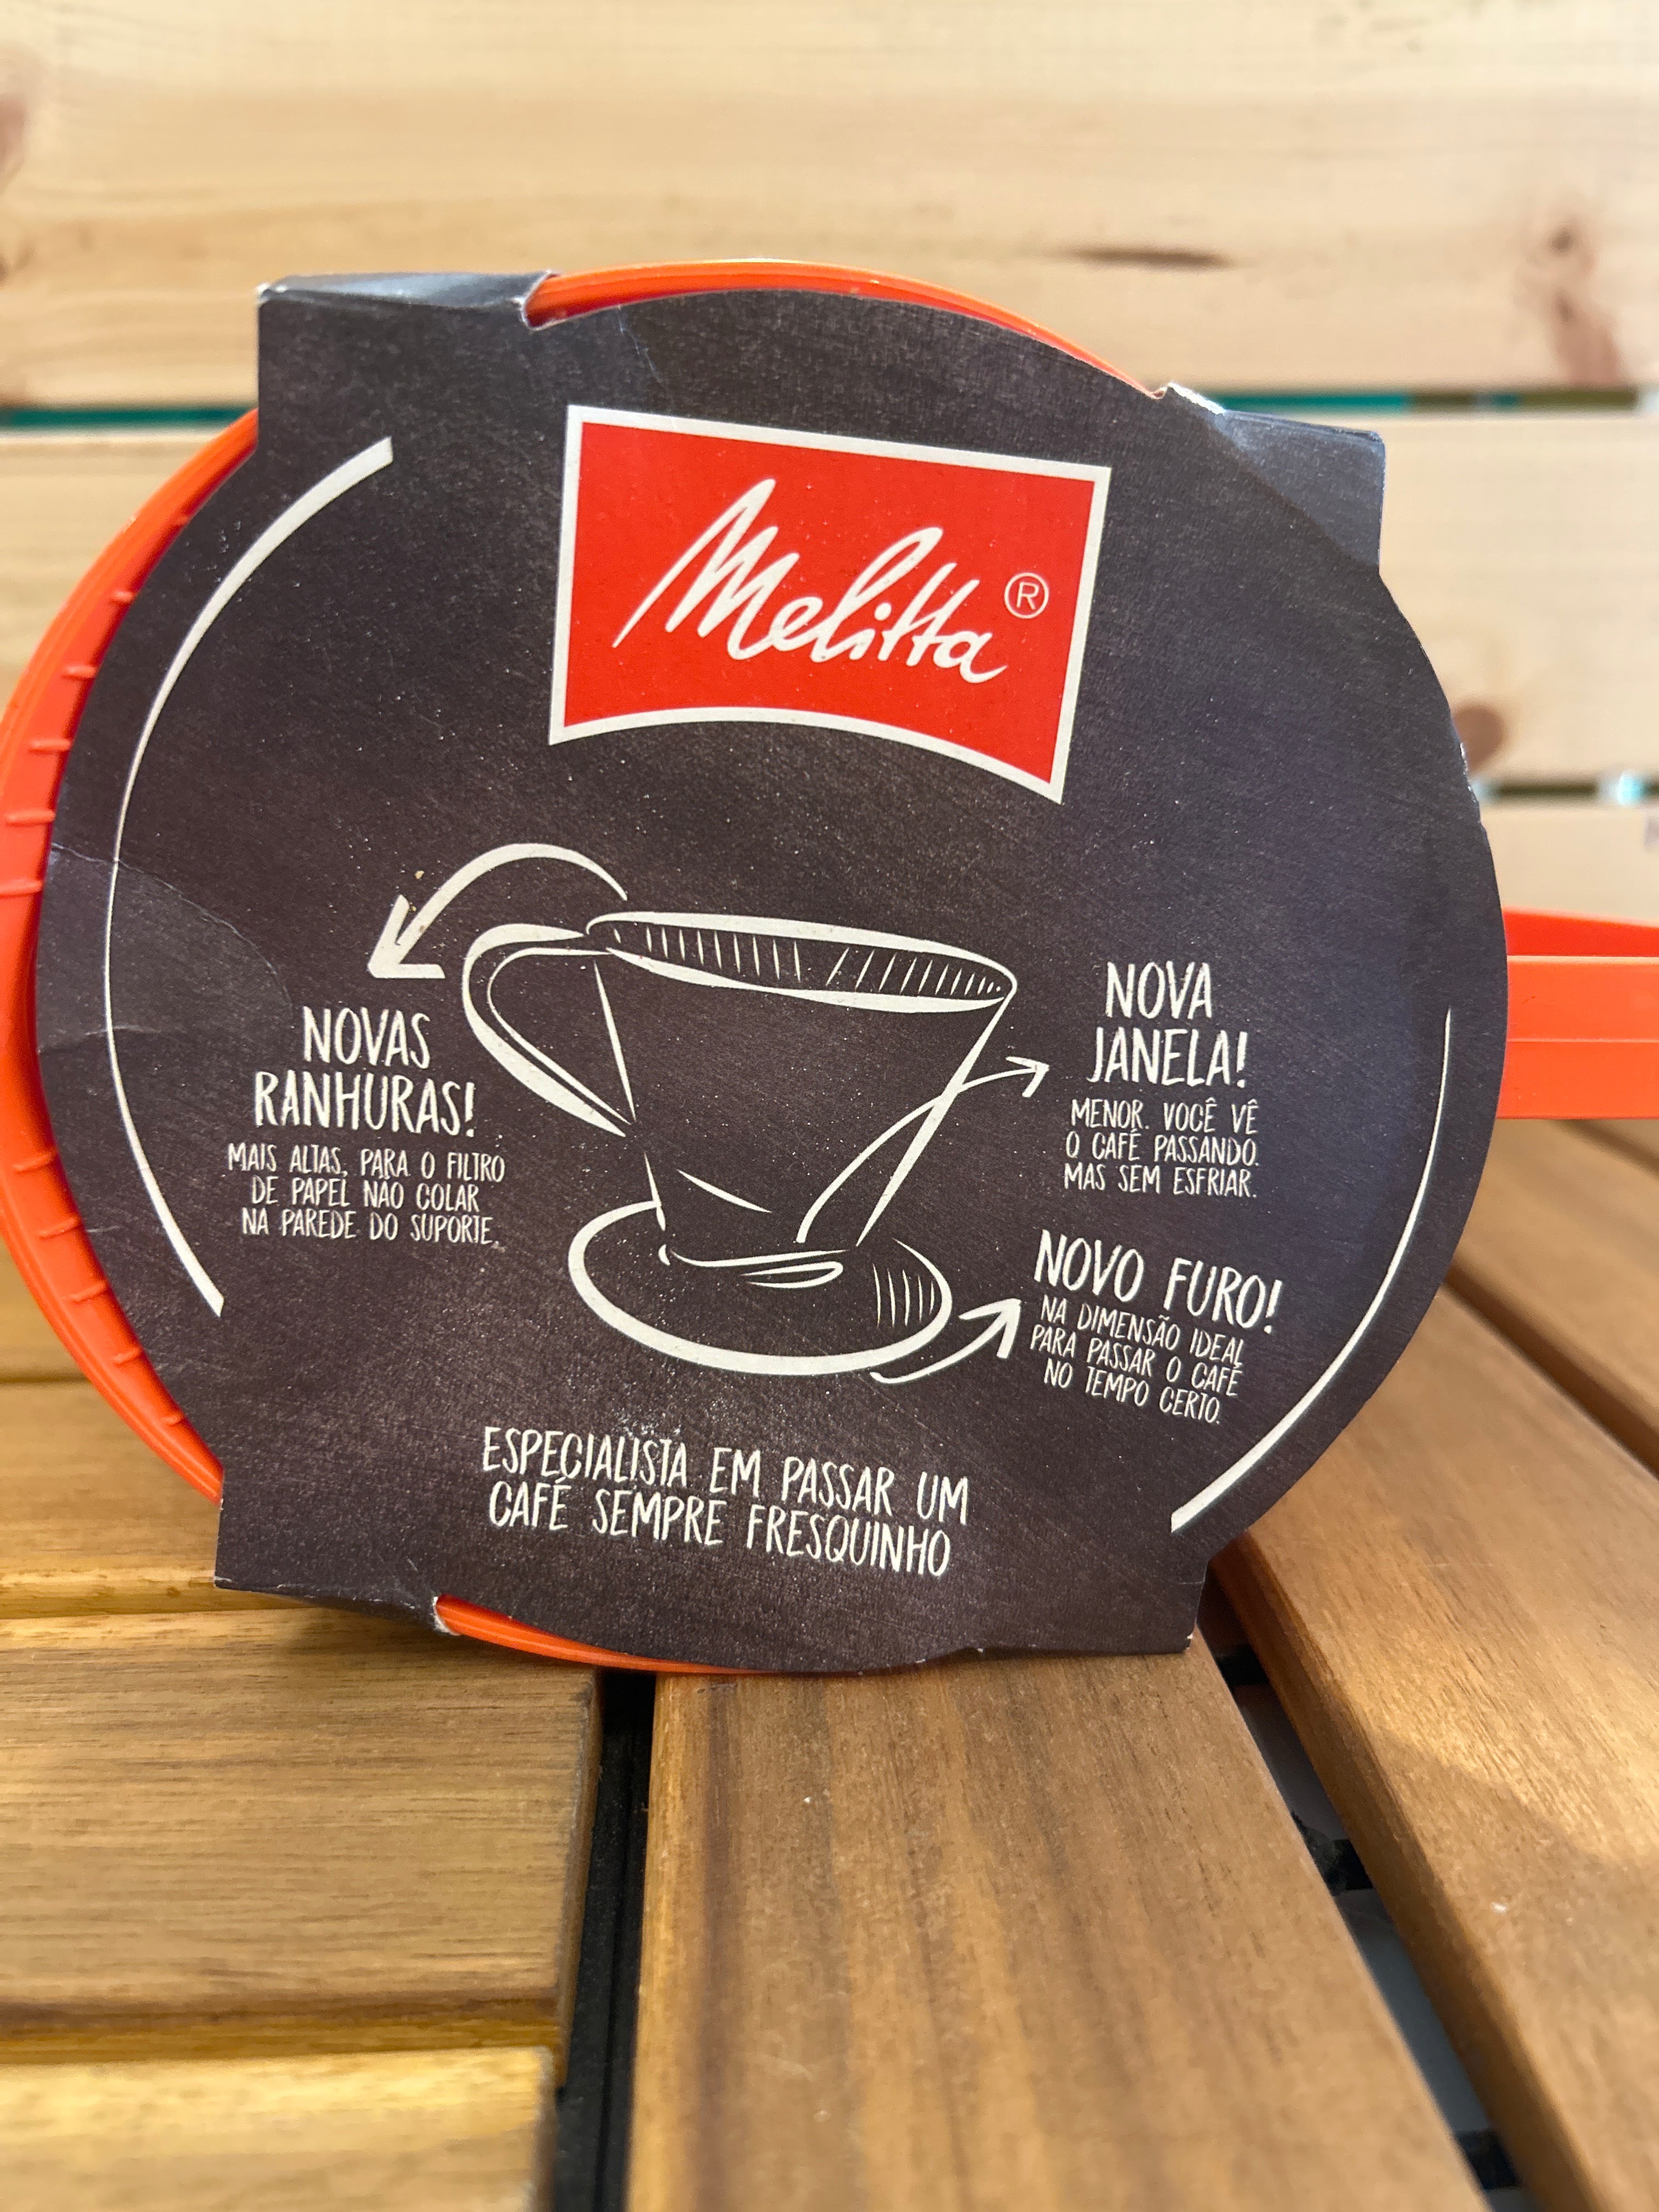 Melitta®
NOVAS
RANHURAS!
MAIS ALTAS, PARA O FILTRO
DE PAPEL NÃO COLAR
NA PAREDE DO SUPORTE.
NOVA
JANELA!
MENOR. VOCÊ VÊ
O CAFÉ PASSANDO.
MAS SEM ESFRIAR.
NOVO FURO!
NA DIMENSÃO IDEAL
PARA PASSAR O CAFÉ
NO TEMPO CERTO.
ESPECIALISTA EM PASSAR UM
CAFÉ SEMPRE FRESQUINHO